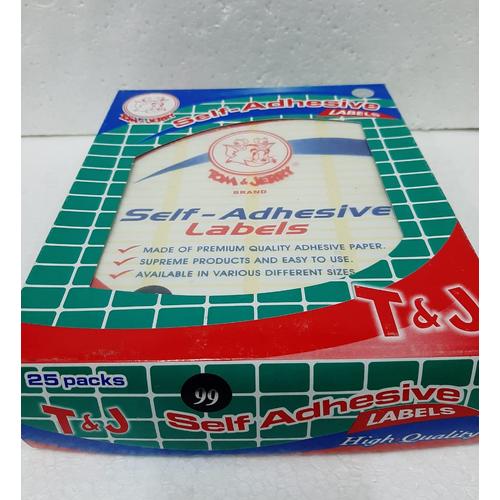 TOM & JERRY
Self-Adhesive
LABELS
TOM & JERRY
BRAND
Self-Adhesive
Labels
MADE OF PREMIUM QUALITY ADHESIVE PAPER.
SUPREME PRODUCTS AND EASY TO USE.
AVAILABLE IN VARIOUS DIFFERENT SIZES
T&J
25 packs
99
T&J
Self Adhesive
LABELS
High Quality